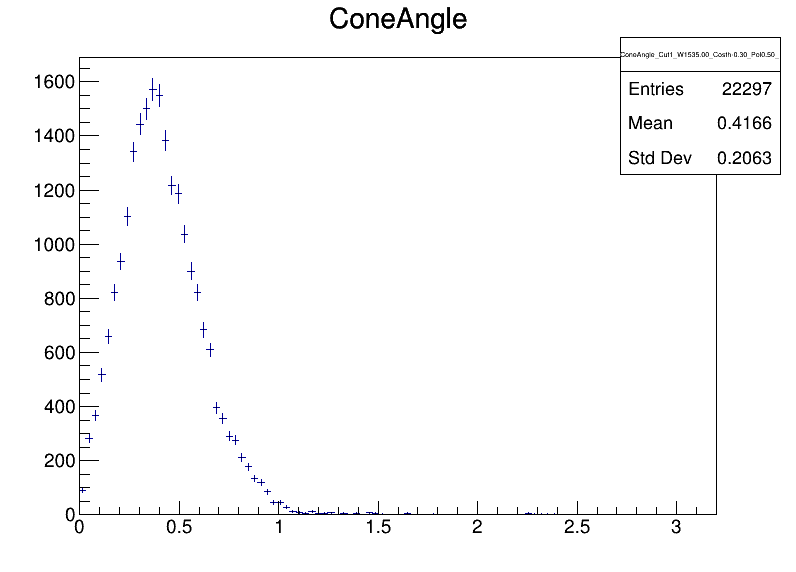 ConeAngle
ConeAngle_Cut1_W1535.00_Costh-0.30_Pol0.50_
Entries 22297
Mean 0.4166
Std Dev 0.2063
1600
1400
1200
1000
800
600
400
200
0
0 0.5 1 1.5 2 2.5 3